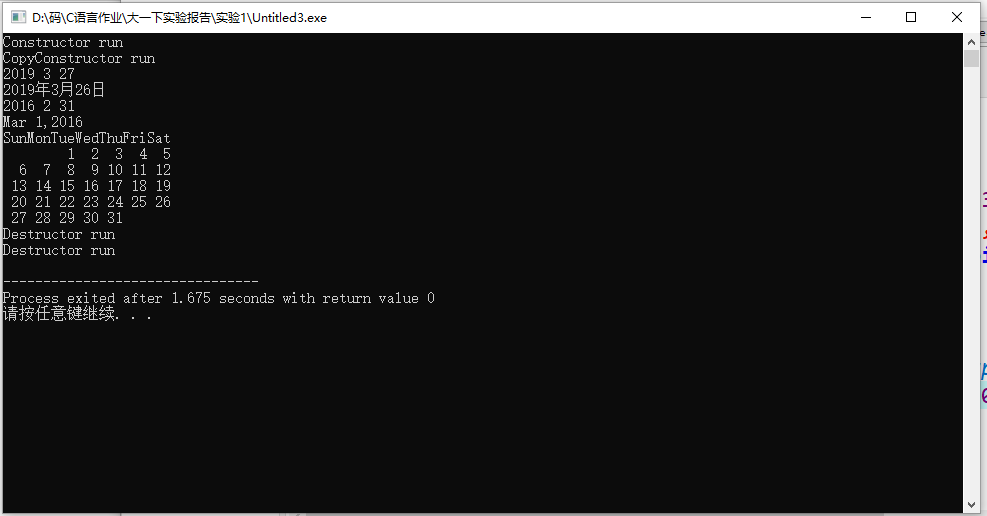 D:\码\C语言作业\大一下实验报告\实验1\Untitled3.exe
Constructor run
CopyConstructor run
2019 3 27
2019年3月26日
2016 2 31
Mar 1,2016
SunMonTueWedThuFriSat
        1  2  3  4  5
  6  7  8  9 10 11 12
 13 14 15 16 17 18 19
 20 21 22 23 24 25 26
 27 28 29 30 31
Destructor run
Destructor run
--------------------------------
Process exited after 1.675 seconds with return value 0
请按任意键继续. . .